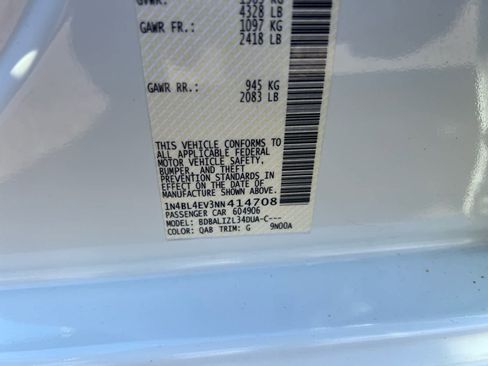 4328 LB
GAWR FR.: 1097 KG
2418 LB
GAWR RR.: 945 KG
2083 LB
THIS VEHICLE CONFORMS TO
ALL APPLICABLE FEDERAL
MOTOR VEHICLE SAFETY,
BUMPER, AND THEFT
PREVENTION STANDARDS IN
EFFECT ON THE DATE OF
MANUFACTURE SHOWN ABOVE.
1N4BL4EV3NN414708
PASSENGER CAR 604906
MODEL: BDBALIZL34DUA-C---
COLOR: QAB TRIM: G 9N00A